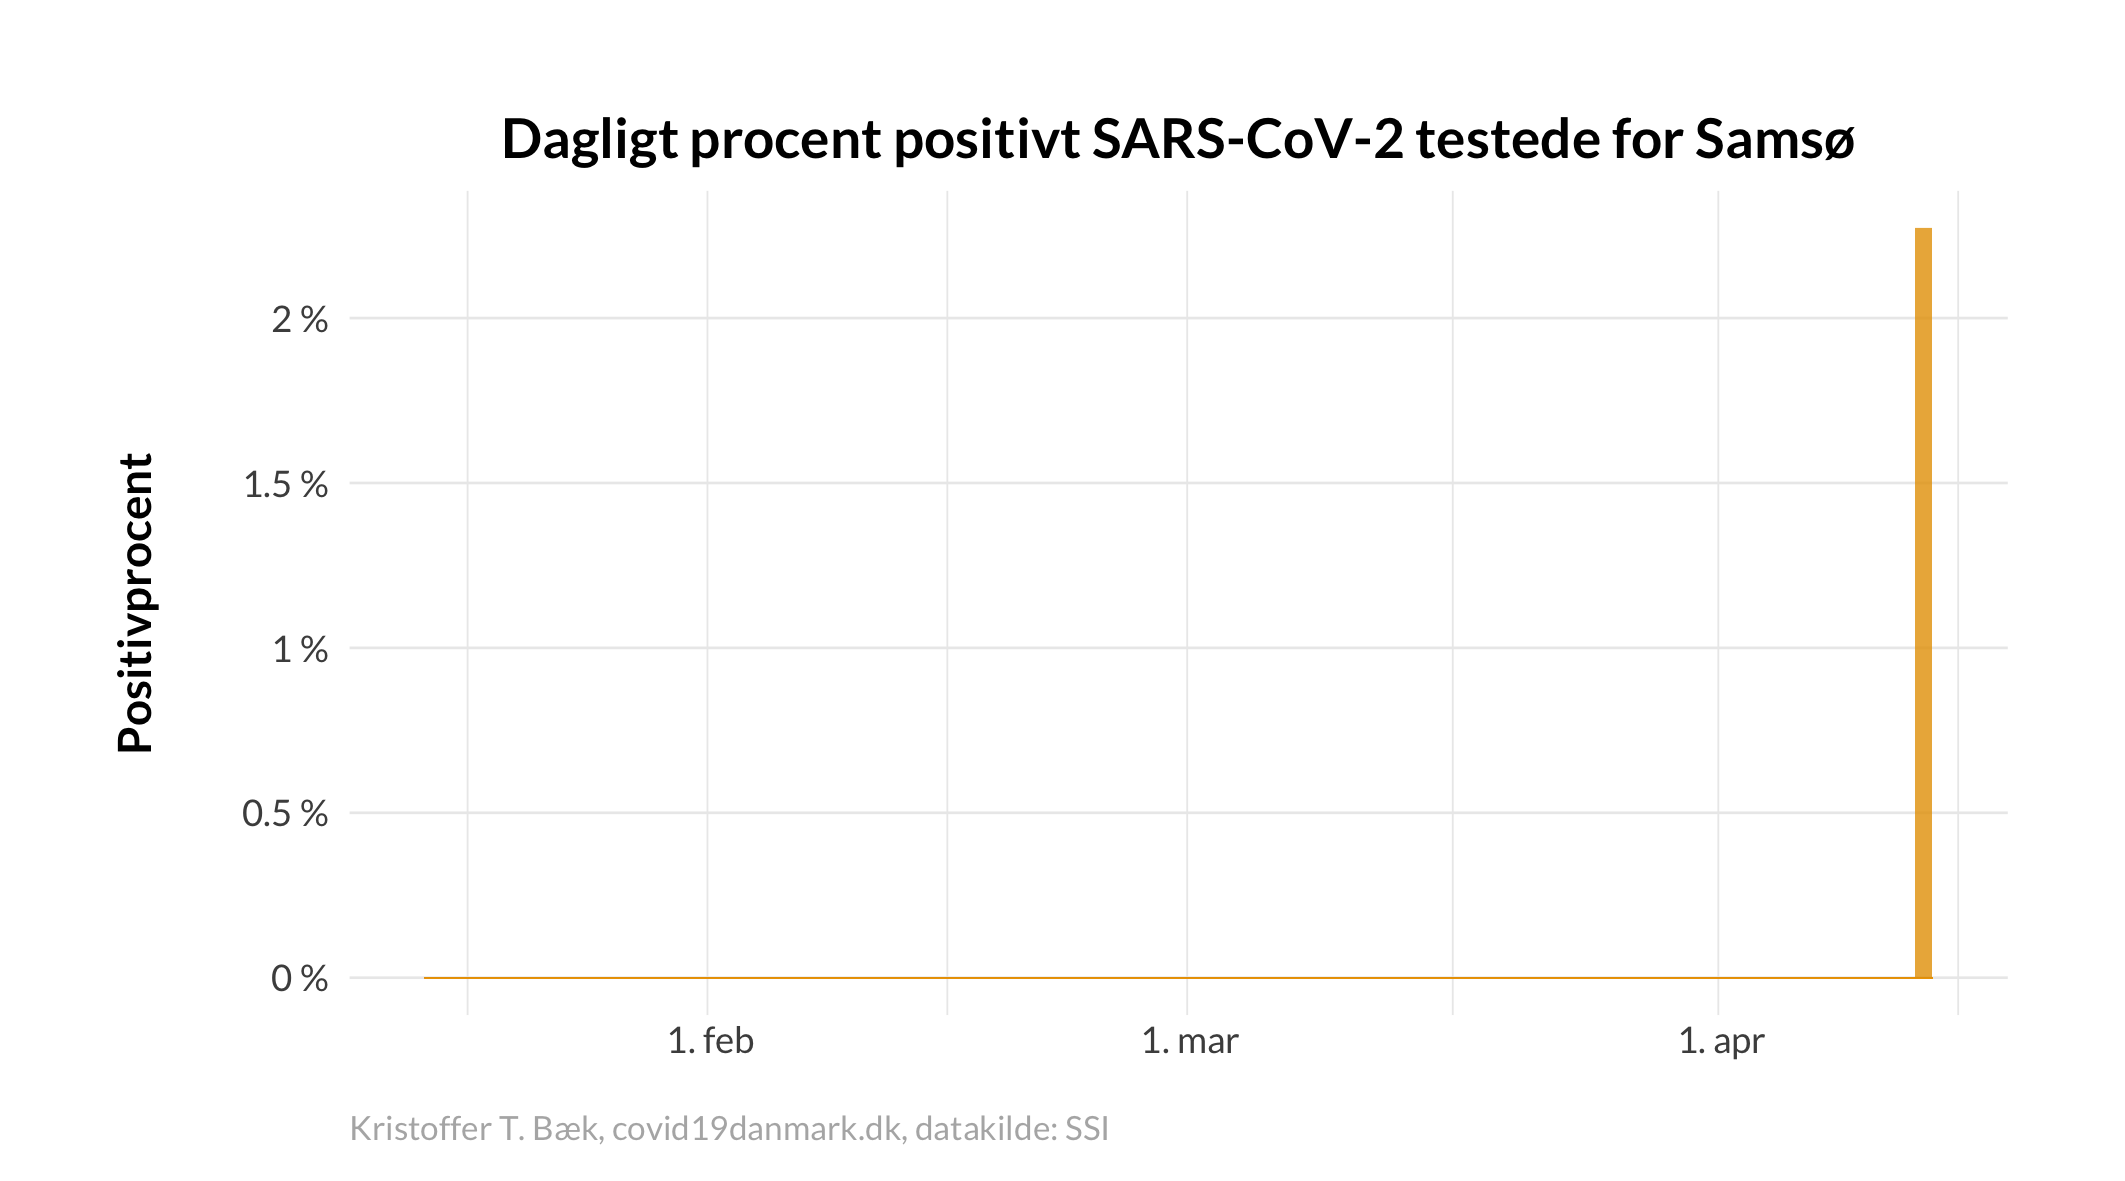 Dagligt procent positivt SARS-CoV-2 testede for Samsø
Positivprocent
2 %
1.5 %
1 %
0.5 %
0 %
1. feb
1. mar
1. apr
Kristoffer T. Bæk, covid19danmark.dk, datakilde: SSI